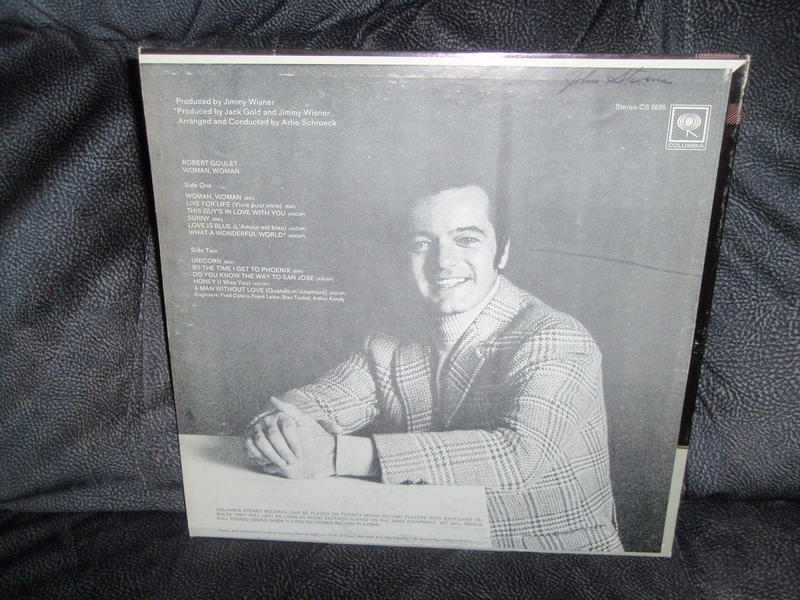 John
Produced by Jimmy Wisner
*Produced by Jack Gold and Jimmy Wisner
Arranged and Conducted by Artie Schroeck
Stereo CS 9695
COLUMBIA
ROBERT GOULET
WOMAN, WOMAN
Side One
WOMAN, WOMAN (BMI)
LIVE FOR LIFE (Vivre pour vivre) (BMI)
THIS GUY'S IN LOVE WITH YOU (ASCAP)
SUNNY (BMI)
LOVE IS BLUE (L'Amour est bleu) (ASCAP)
WHAT A WONDERFUL WORLD* (ASCAP)
Side Two
UNICORN (BMI)
BY THE TIME I GET TO PHOENIX (BMI)
DO YOU KNOW THE WAY TO SAN JOSE (ASCAP)
HONEY (I Miss You) (ASCAP)
A MAN WITHOUT LOVE (Quando m'innamoro) (ASCAP)
Engineers: Fred Catero, Frank Laico, Stan Tonkel, Arthur Kendy
COLUMBIA STEREO RECORDS CAN BE PLAYED ON TODAY'S MONO RECORD PLAYERS WITH EXCELLENT RE-
SULTS. THEY WILL LAST AS LONG AS MONO RECORDS PLAYED ON THE SAME EQUIPMENT, YET WILL REVEAL
FULL STEREO SOUND WHEN PLAYED ON STEREO RECORD PLAYERS.